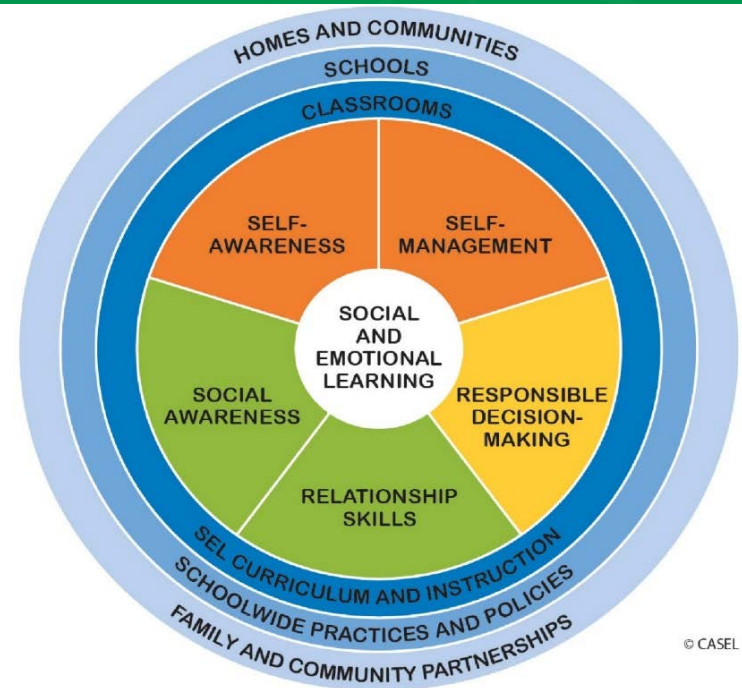 HOMES AND COMMUNITIES
SCHOOLS
CLASSROOMS
SELF-
AWARENESS
SELF-
MANAGEMENT
SOCIAL
AND
EMOTIONAL
LEARNING
SOCIAL
AWARENESS
RESPONSIBLE
DECISION-
MAKING
RELATIONSHIP
SKILLS
SEL CURRICULUM AND INSTRUCTION
SCHOOLWIDE PRACTICES AND POLICIES
FAMILY AND COMMUNITY PARTNERSHIPS
© CASEL